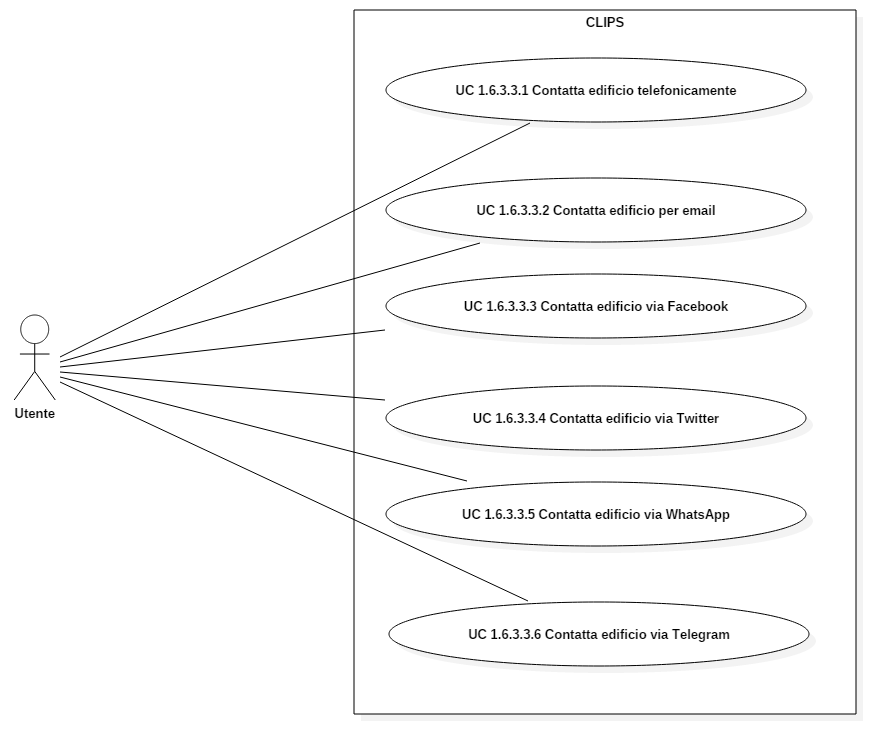 CLIPS
UC 1.6.3.3.1 Contatta edificio telefonicamente
UC 1.6.3.3.2 Contatta edificio per email
UC 1.6.3.3.3 Contatta edificio via Facebook
Utente
UC 1.6.3.3.4 Contatta edificio via Twitter
UC 1.6.3.3.5 Contatta edificio via WhatsApp
UC 1.6.3.3.6 Contatta edificio via Telegram